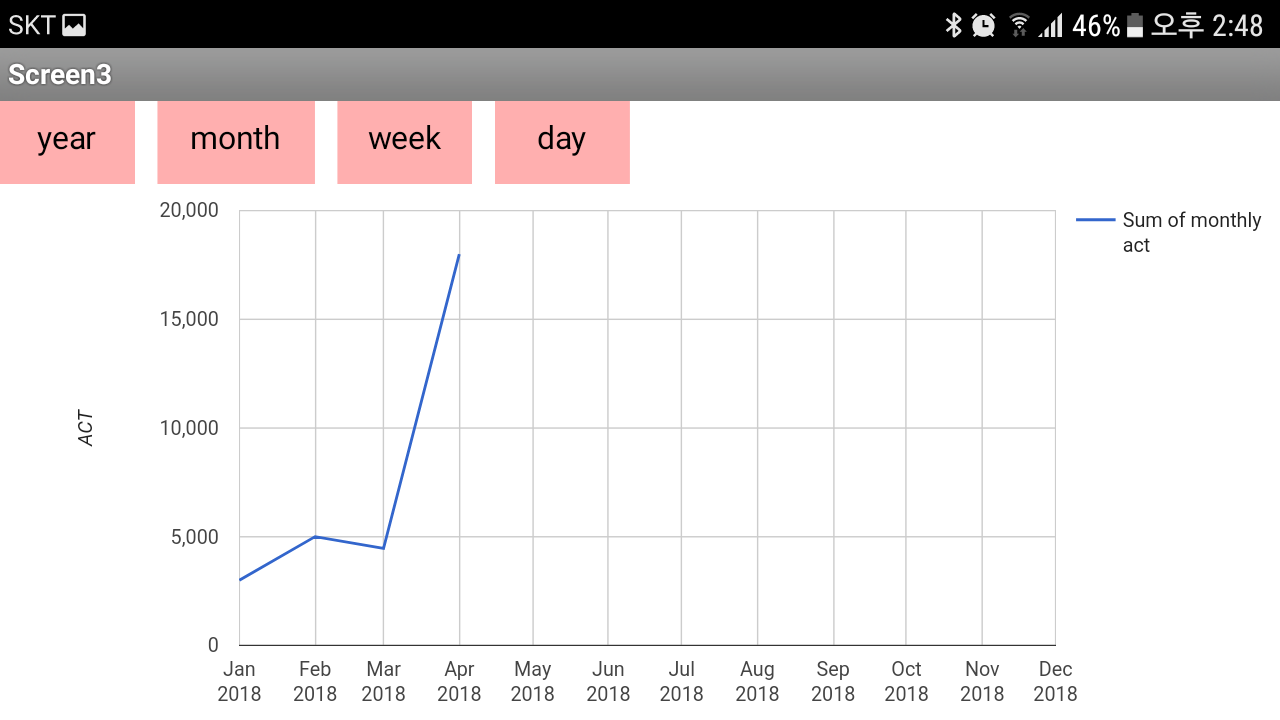 SKT 46% 오후 2:48
Screen3
year month week day
20,000
15,000
10,000
5,000
0
ACT
Sum of monthly
act
Jan Feb Mar Apr May Jun Jul Aug Sep Oct Nov Dec
2018 2018 2018 2018 2018 2018 2018 2018 2018 2018 2018 2018